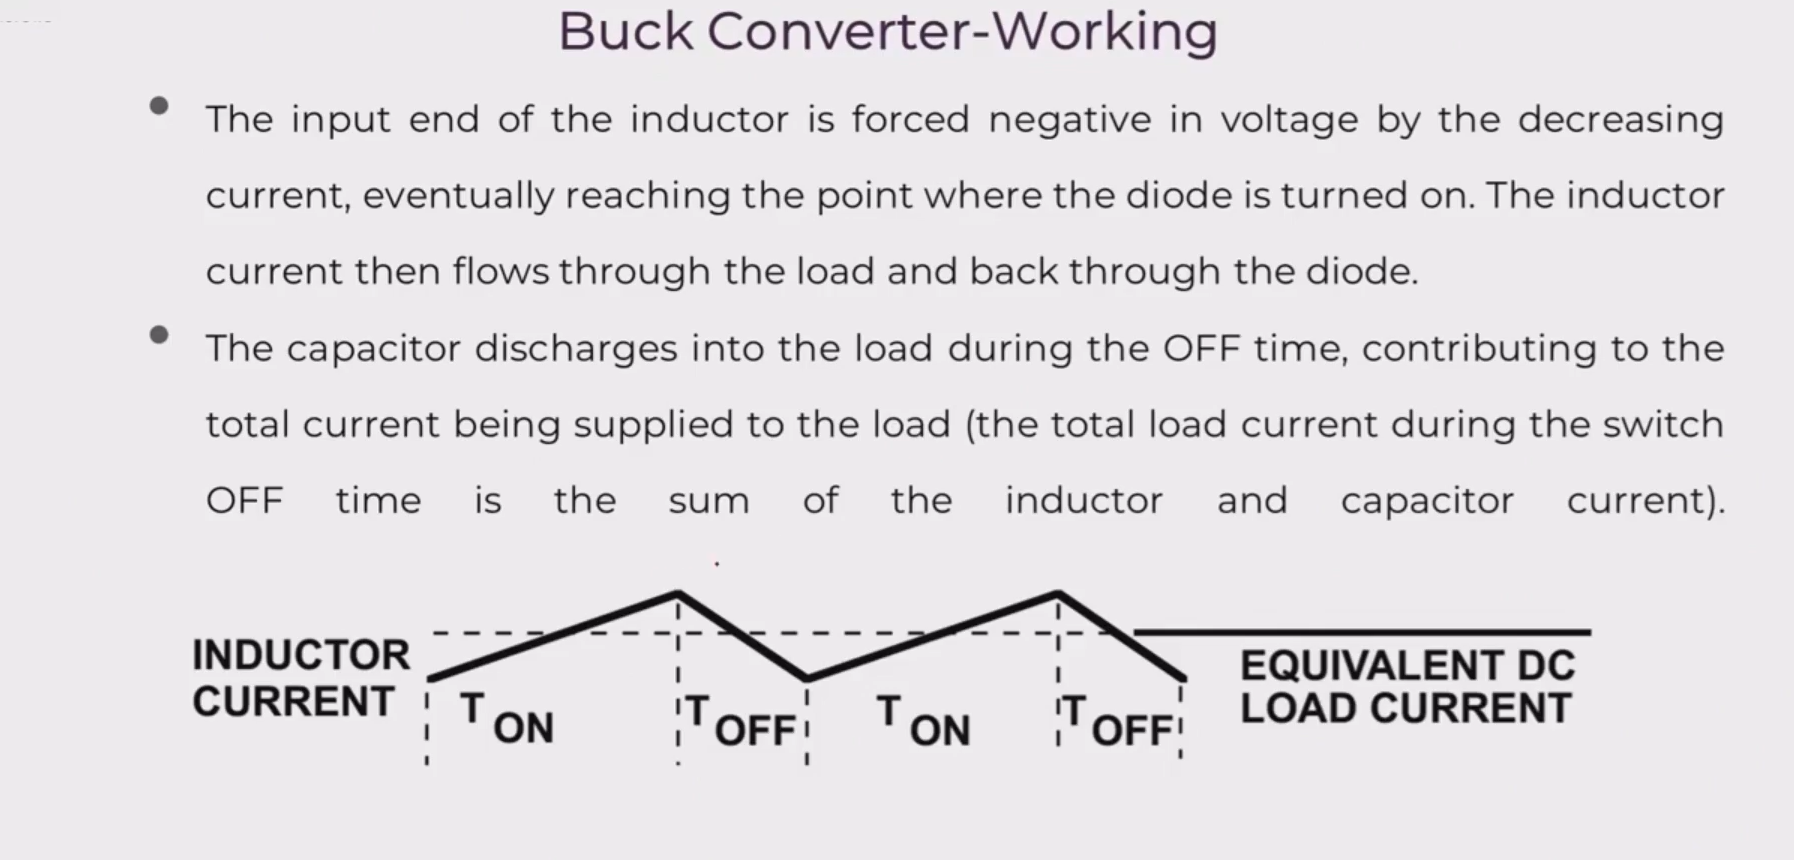 Buck Converter-Working
The input end of the inductor is forced negative in voltage by the decreasing
current, eventually reaching the point where the diode is turned on. The inductor
current then flows through the load and back through the diode.
The capacitor discharges into the load during the OFF time, contributing to the
total current being supplied to the load (the total load current during the switch
OFF time is the sum of the inductor and capacitor current).
INDUCTOR
CURRENT
T ON
T OFF
T ON
T OFF
EQUIVALENT DC
LOAD CURRENT